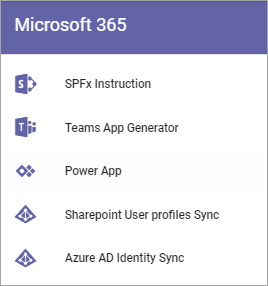 Microsoft 365
SPFx Instruction
Teams App Generator
Power App
Sharepoint User profiles Sync
Azure AD Identity Sync